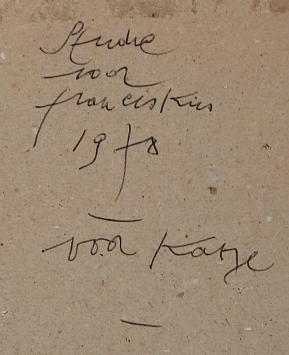 Studie
voor
franciskus
1978
voor Katje